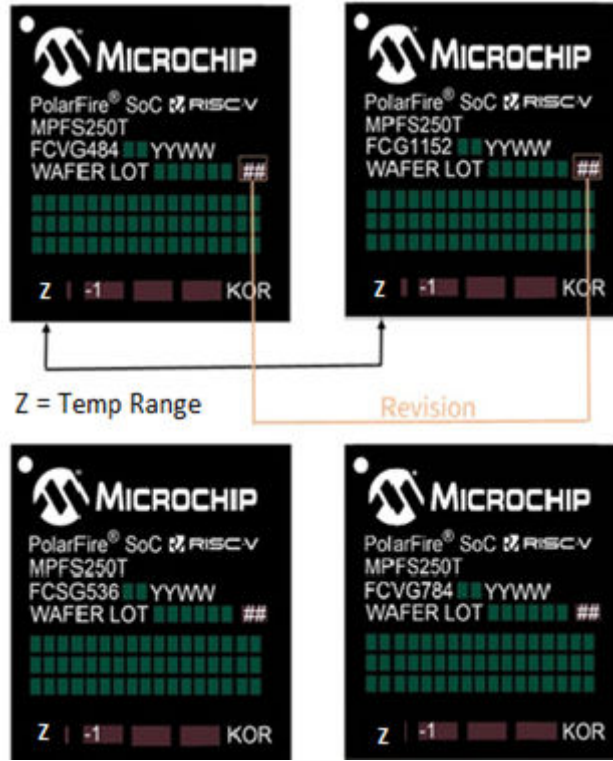 MICROCHIP
PolarFire® SoC RISC-V
MPFS250T
FCVG484 YYWW
WAFER LOT ##
Z -1 KOR
MICROCHIP
PolarFire® SoC RISC-V
MPFS250T
FCG1152 YYWW
WAFER LOT ##
Z -1 KOR
Z = Temp Range
Revision
MICROCHIP
PolarFire® SoC RISC-V
MPFS250T
FCSG536 YYWW
WAFER LOT ##
Z -1 KOR
MICROCHIP
PolarFire® SoC RISC-V
MPFS250T
FCVG784 YYWW
WAFER LOT ##
Z -1 KOR